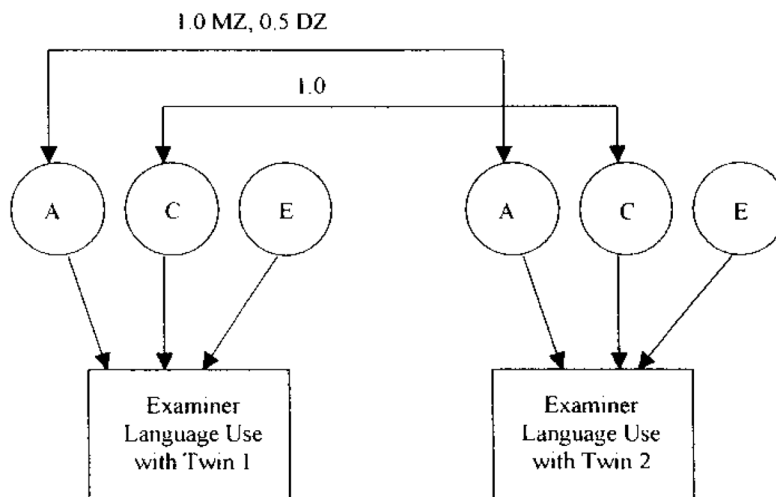 1.0 MZ, 0.5 DZ
1.0
A C E A C E
Examiner
Language Use
with Twin 1
Examiner
Language Use
with Twin 2